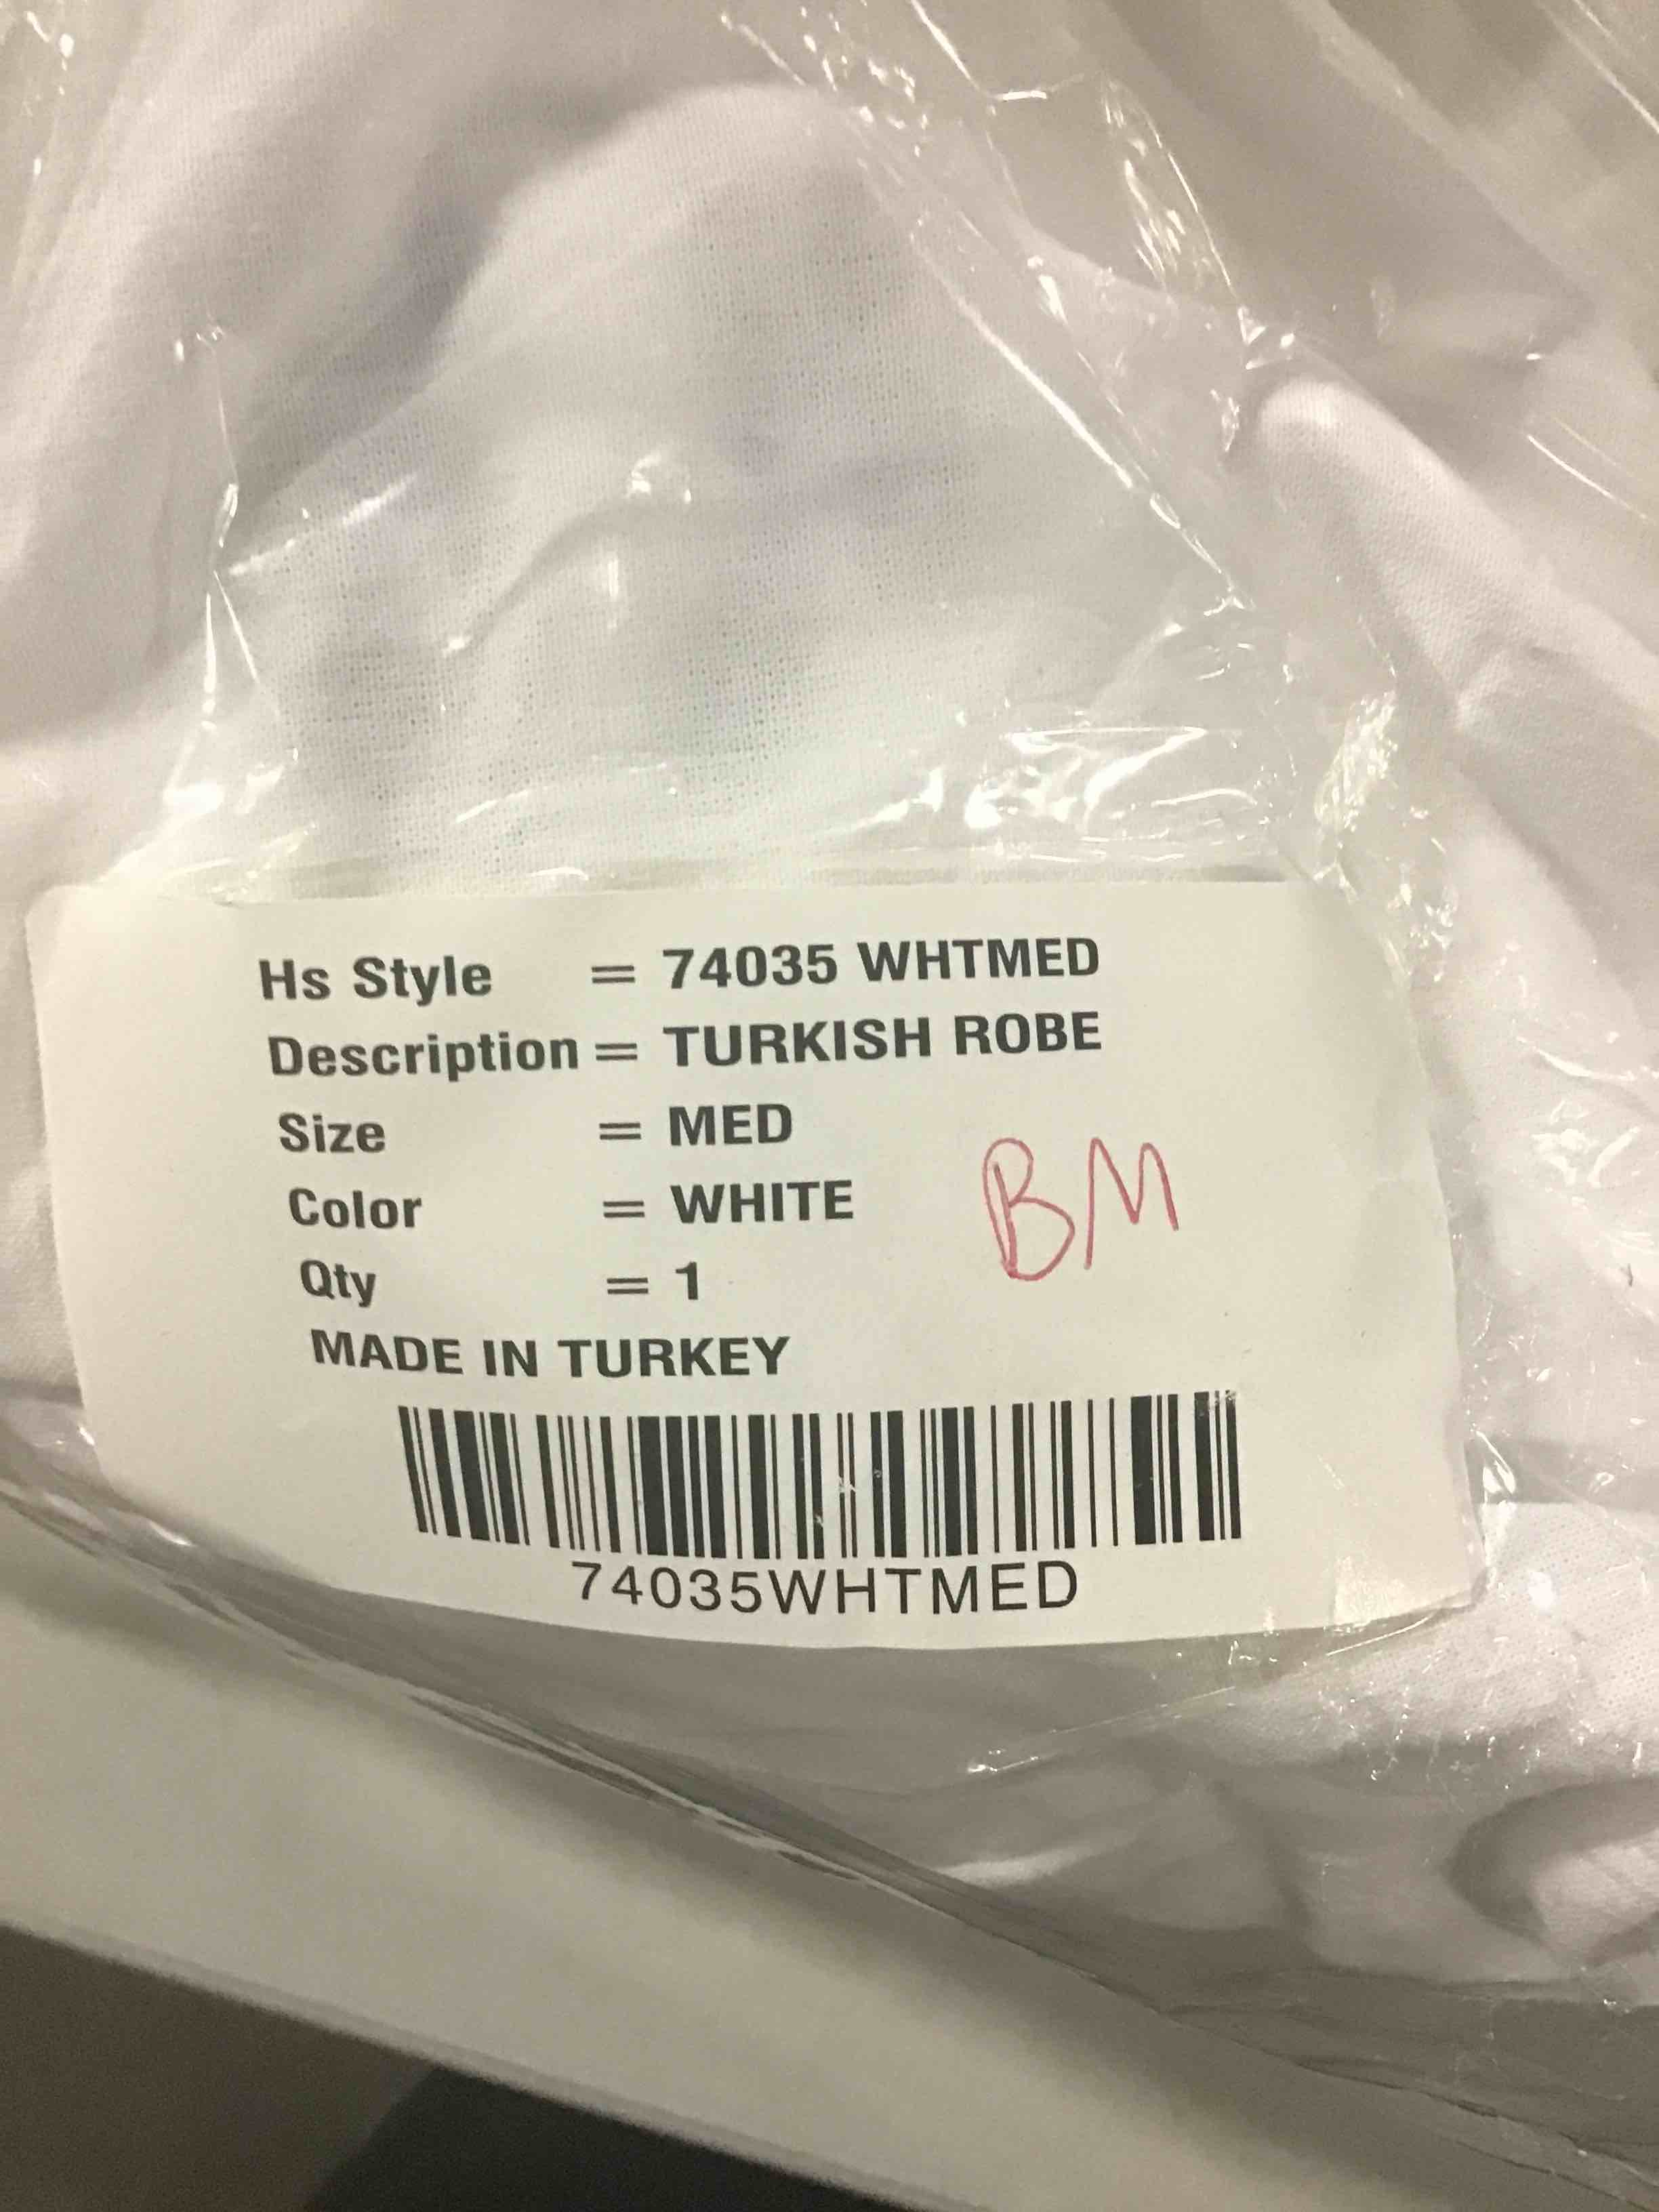 Hs Style = 74035 WHTMED
Description = TURKISH ROBE
Size = MED
Color = WHITE
Qty = 1
BM
MADE IN TURKEY
74035WHTMED